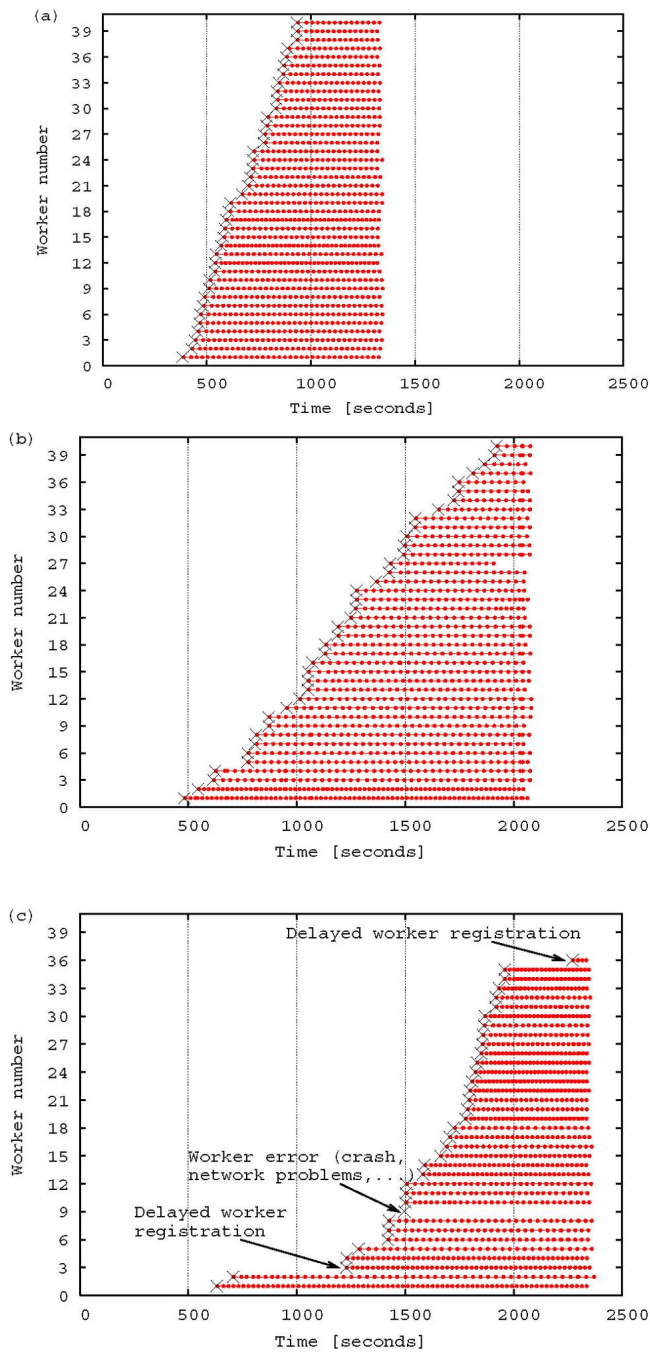 (a)
39
36
33
30
27
24
21
18
15
12
9
6
3
0
Worker number
0 500 1000 1500 2000 2500
Time [seconds]
(b)
39
36
33
30
27
24
21
18
15
12
9
6
3
0
Worker number
0 500 1000 1500 2000 2500
Time [seconds]
(c)
39
36
33
30
27
24
21
18
15
12
9
6
3
0
Worker number
Delayed worker registration
Worker error (crash,
network problems,...)
Delayed worker
registration
0 500 1000 1500 2000 2500
Time [seconds]